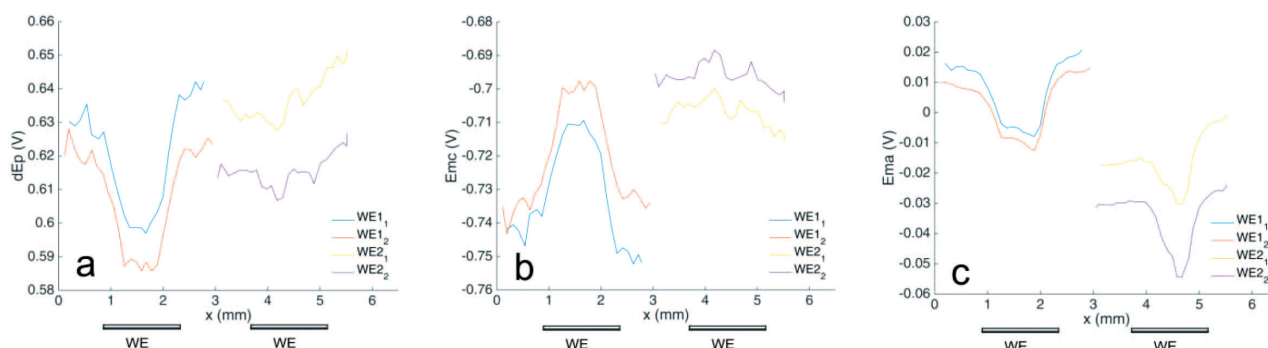 0.66
0.65
0.64
0.63
0.62
0.61
0.6
0.59
0.58
dEp (V)
0 1 2 3 4 5 6
x (mm)
WE1₁
WE1₂
WE2₁
WE2₂
a
WE WE
-0.68
-0.69
-0.7
-0.71
-0.72
-0.73
-0.74
-0.75
-0.76
Emc (V)
0 1 2 3 4 5 6
x (mm)
WE1₁
WE1₂
WE2₁
WE2₂
b
WE WE
0.03
0.02
0.01
0
-0.01
-0.02
-0.03
-0.04
-0.05
-0.06
Ema (V)
0 1 2 3 4 5 6
x (mm)
WE1₁
WE1₂
WE2₁
WE2₂
c
WE WE